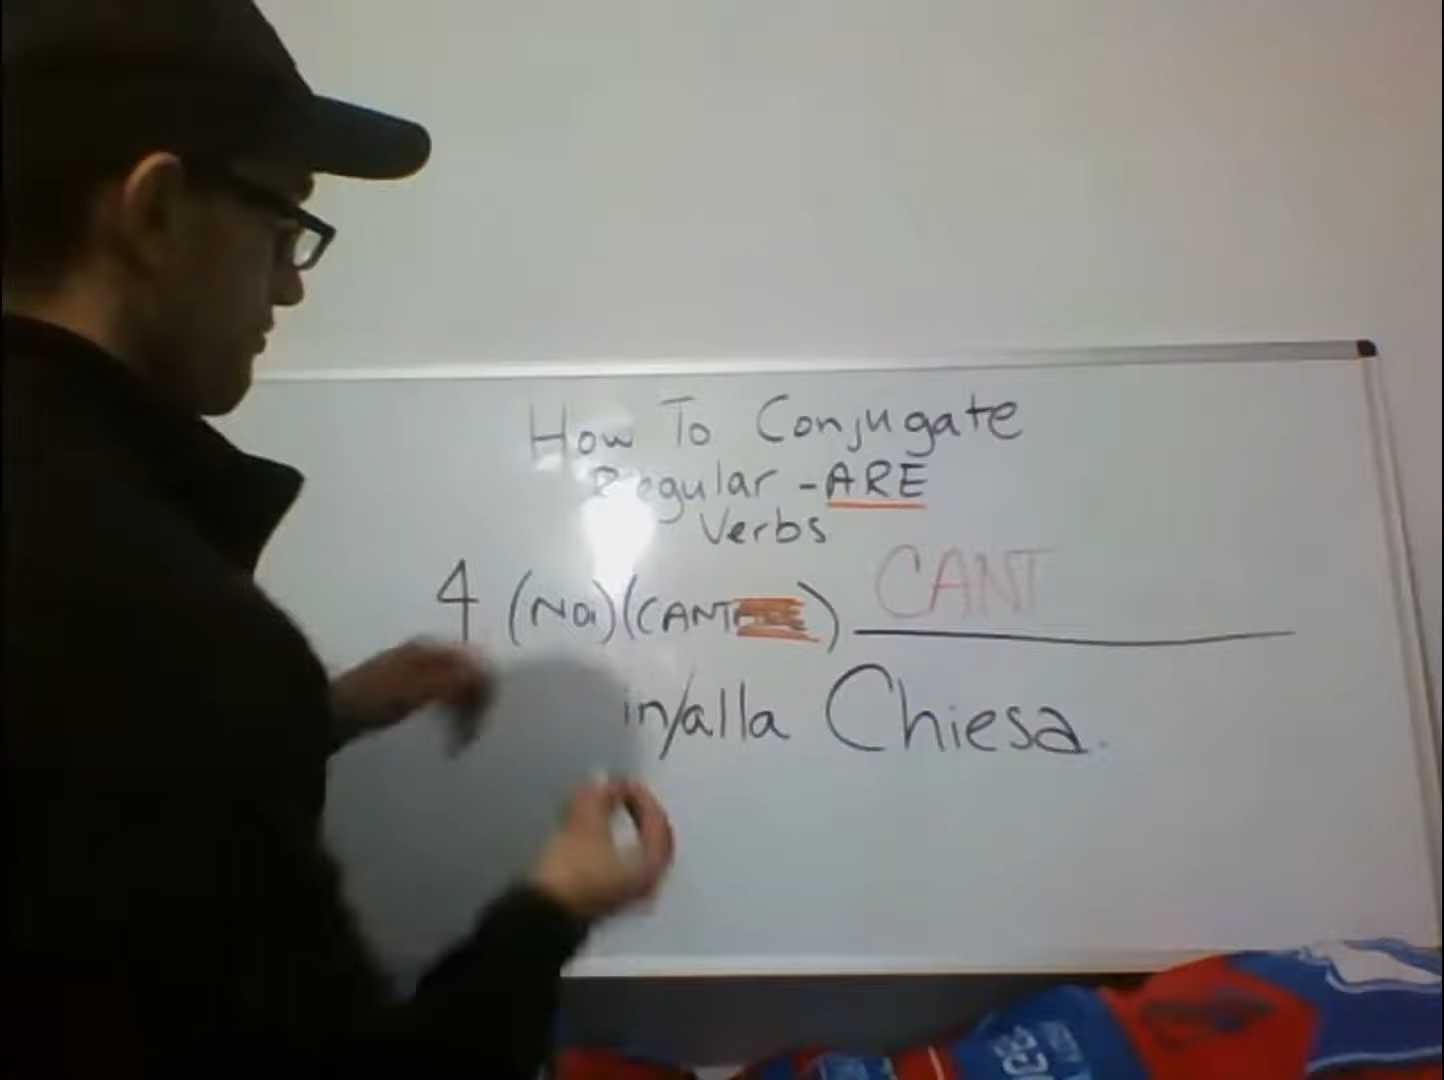 How To Conjugate
Regular -ARE
Verbs
4 (Noi)(CANTARE) CANT
in/alla Chiesa.